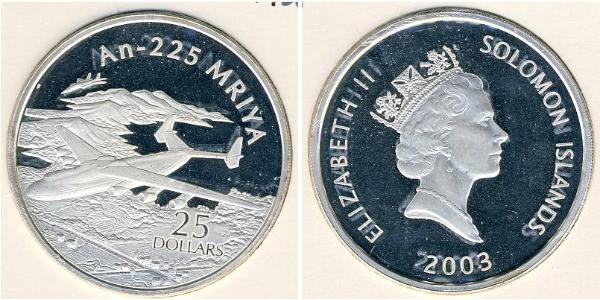 An-225 MRIYA
25
DOLLARS
ELIZABETH II
SOLOMON ISLANDS
2003